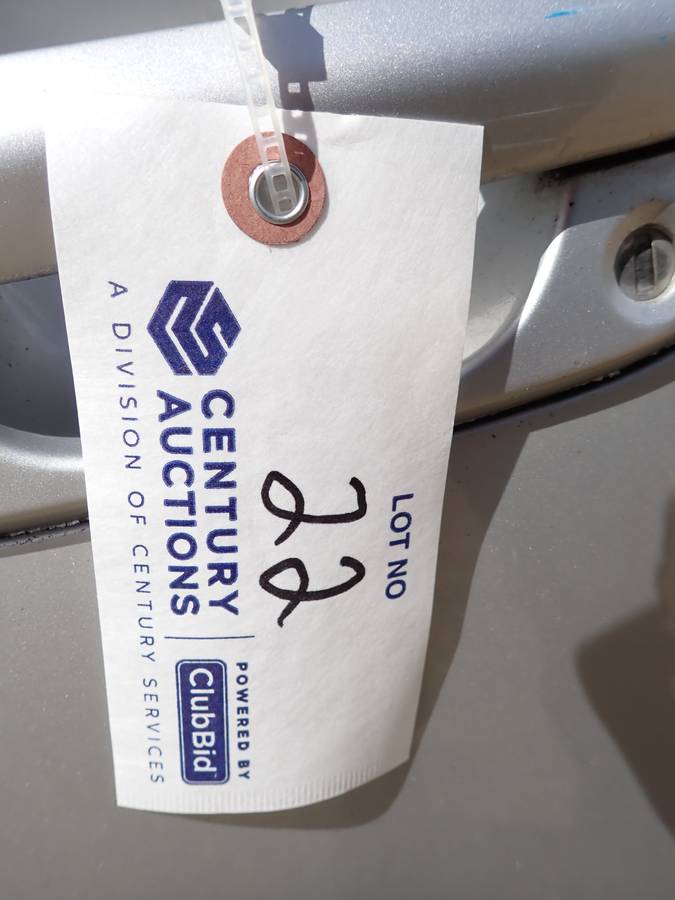 LOT NO
22
CENTURY
AUCTIONS
A DIVISION OF CENTURY SERVICES
POWERED BY
ClubBid